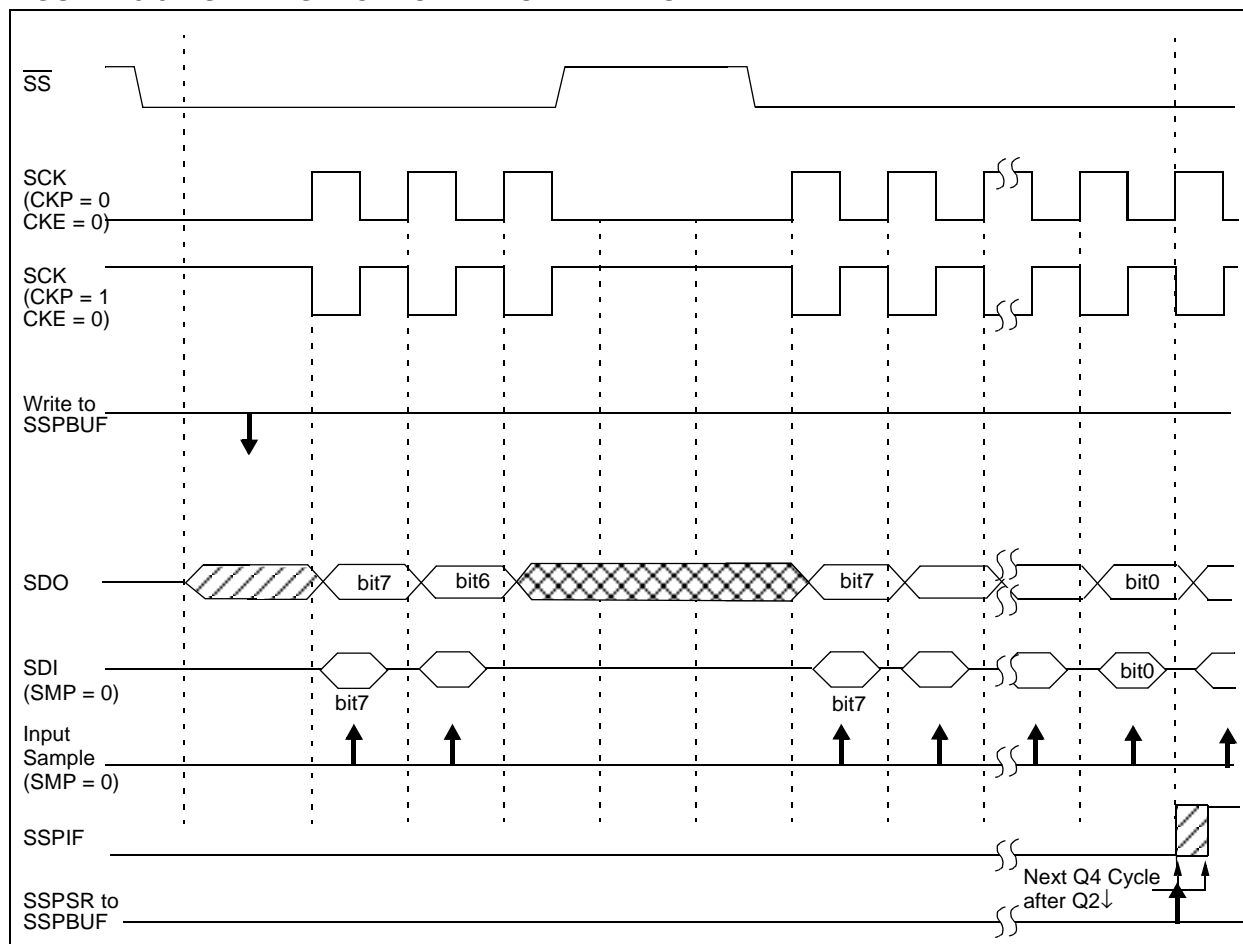 SS
SCK
(CKP = 0
CKE = 0)
SCK
(CKP = 1
CKE = 0)
Write to
SSPBUF
SDO
bit7
bit6
bit7
bit0
SDI
(SMP = 0)
bit7
bit7
bit0
Input
Sample
(SMP = 0)
SSPIF
Next Q4 Cycle
after Q2↓
SSPSR to
SSPBUF